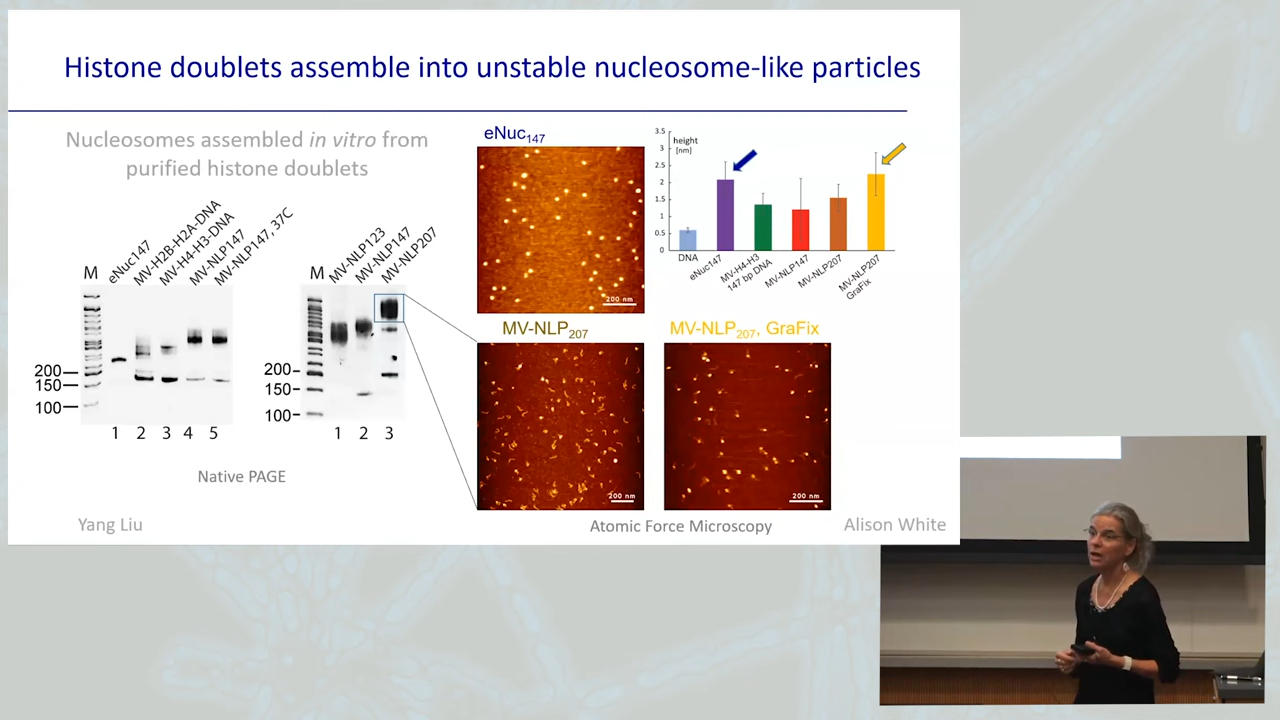 Histone doublets assemble into unstable nucleosome-like particles
Nucleosomes assembled in vitro from
purified histone doublets
M
eNuc147
MV-H2B-H2A-DNA
MV-H4-H3-DNA
MV-NLP147
MV-NLP147, 37C
200
150
100
1 2 3 4 5
M
MV-NLP123
MV-NLP147
MV-NLP207
200
150
100
1 2 3
Native PAGE
Yang Liu
eNuc147
200 nm
MV-NLP207
200 nm
MV-NLP207, GraFix
200 nm
Atomic Force Microscopy
Alison White
height
[nm]
3.5
3
2.5
2
1.5
1
0.5
0
DNA
eNuc147
MV-H4-H3
147 bp DNA
MV-NLP147
MV-NLP207
MV-NLP207
GraFix